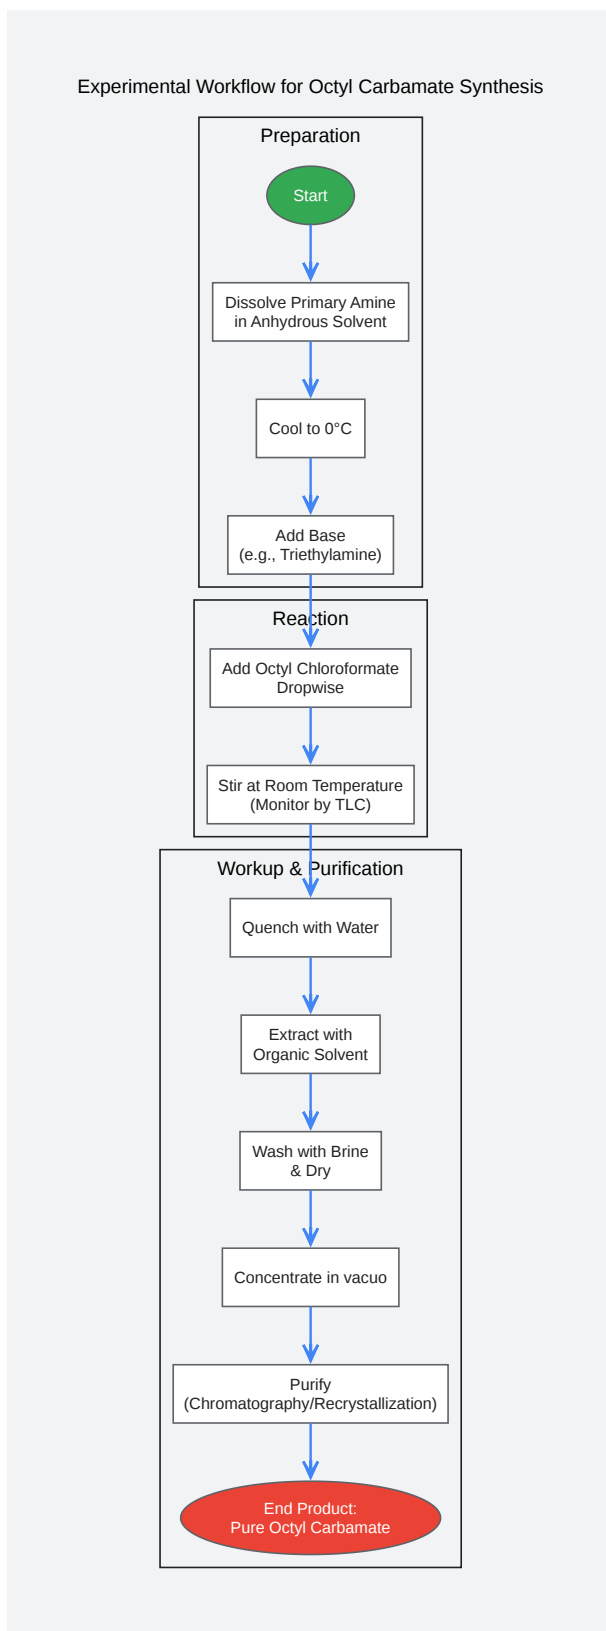 Experimental Workflow for Octyl Carbamate Synthesis
Preparation
Start
Dissolve Primary Amine
in Anhydrous Solvent
Cool to 0°C
Add Base
(e.g., Triethylamine)
Reaction
Add Octyl Chloroformate
Dropwise
Stir at Room Temperature
(Monitor by TLC)
Workup & Purification
Quench with Water
Extract with
Organic Solvent
Wash with Brine
& Dry
Concentrate in vacuo
Purify
(Chromatography/Recrystallization)
End Product:
Pure Octyl Carbamate